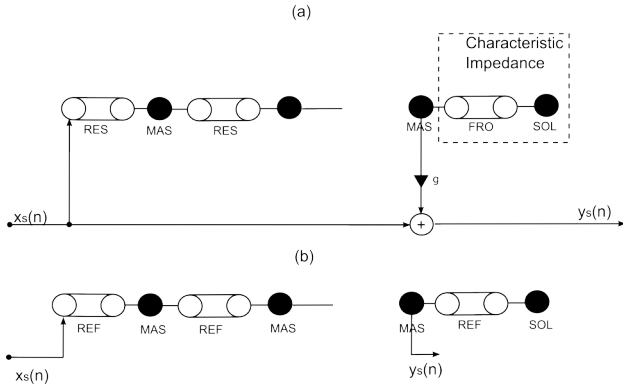 (a)
Characteristic
Impedance
RES
MAS
RES
MAS
FRO
SOL
g
xs(n)
+
ys(n)
(b)
REF
MAS
REF
MAS
MAS
REF
SOL
xs(n)
ys(n)